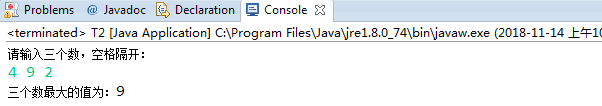 Problems @ Javadoc Declaration Console
<terminated> T2 [Java Application] C:\Program Files\Java\jre1.8.0_74\bin\javaw.exe (2018-11-14 上午10
请输入三个数，空格隔开：
4 9 2
三个数最大的值为：9